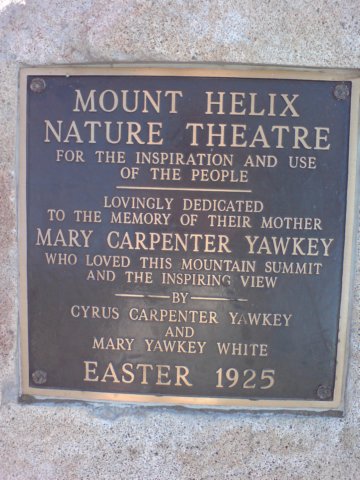 MOUNT HELIX
NATURE THEATRE
FOR THE INSPIRATION AND USE
OF THE PEOPLE
LOVINGLY DEDICATED
TO THE MEMORY OF THEIR MOTHER
MARY CARPENTER YAWKEY
WHO LOVED THIS MOUNTAIN SUMMIT
AND THE INSPIRING VIEW
BY
CYRUS CARPENTER YAWKEY
AND
MARY YAWKEY WHITE
EASTER 1925